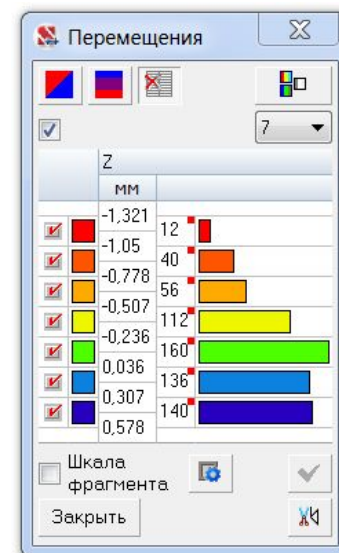 Перемещения
7
Z
мм
-1,321
12
-1,05
40
-0,778
56
-0,507
112
-0,236
160
0,036
136
0,307
140
0,578
Шкала
фрагмента
Закрыть